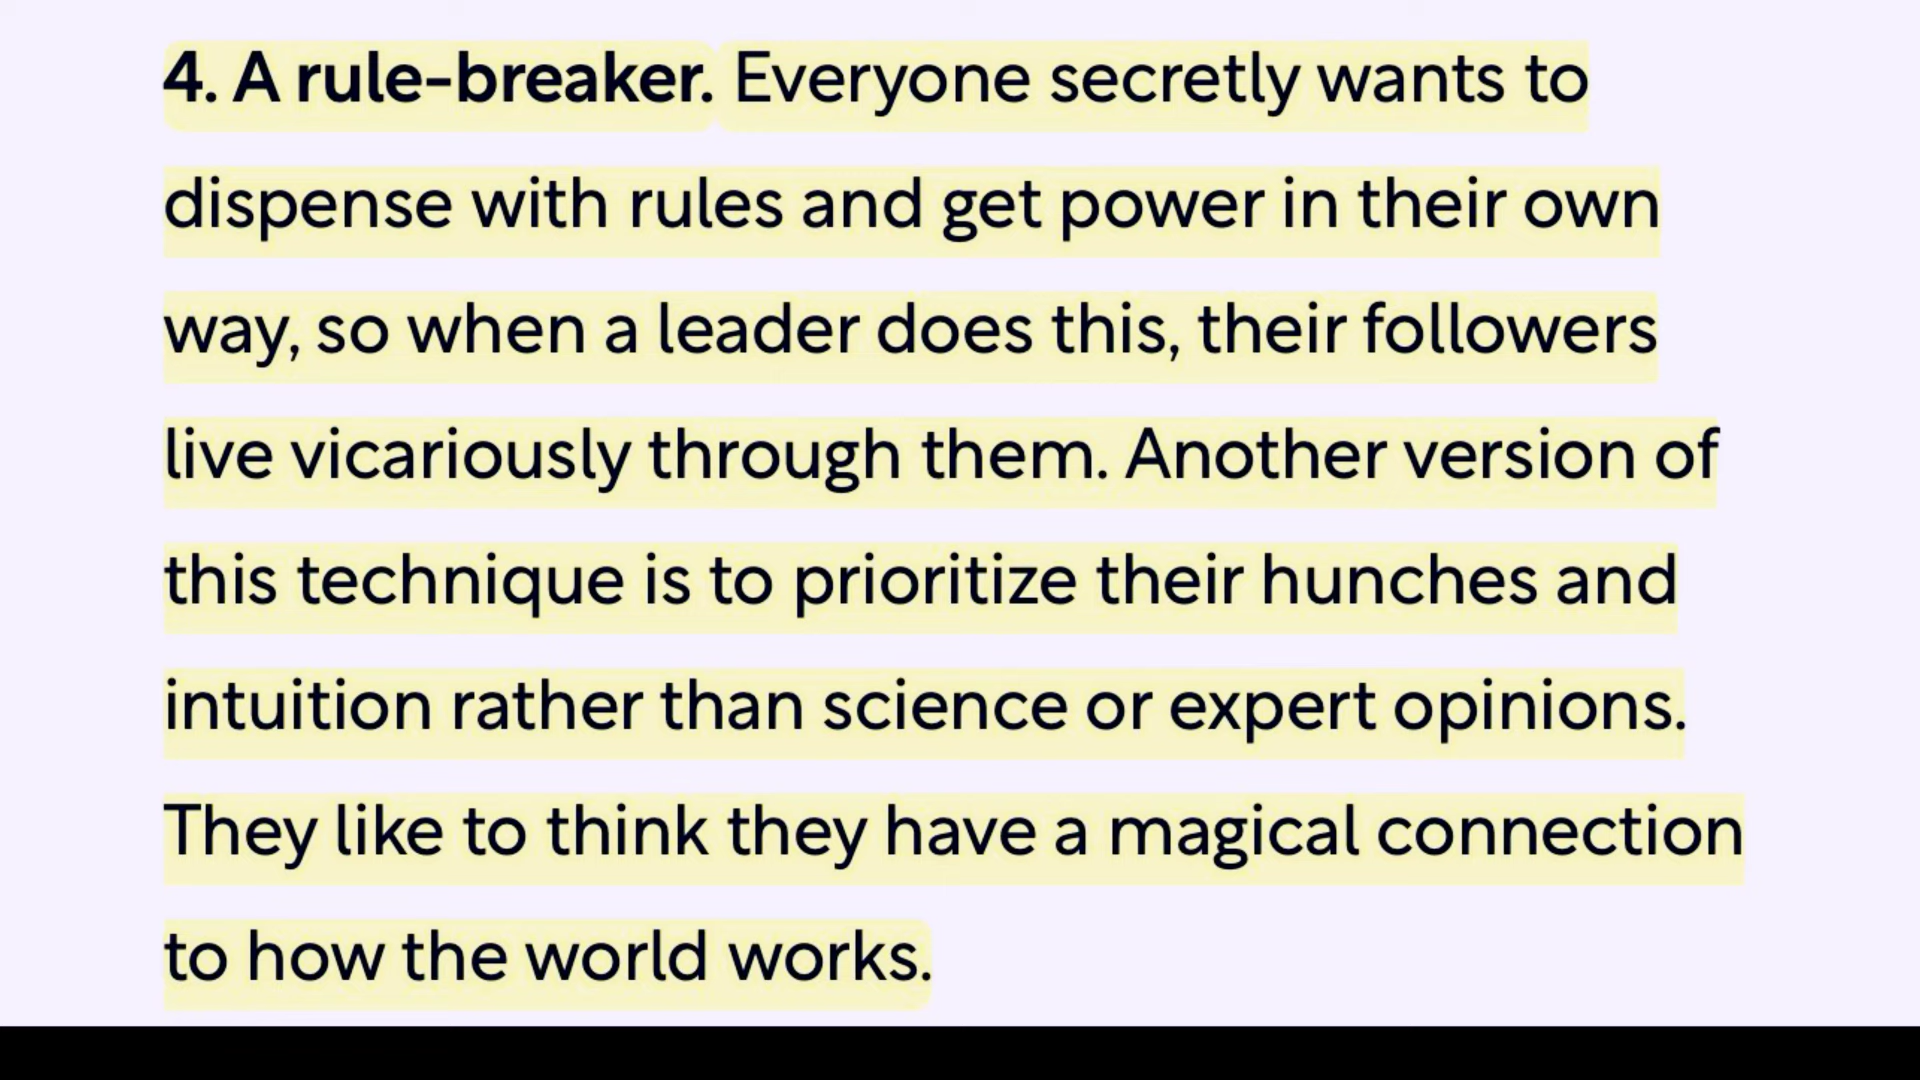 4. A rule-breaker. Everyone secretly wants to
dispense with rules and get power in their own
way, so when a leader does this, their followers
live vicariously through them. Another version of
this technique is to prioritize their hunches and
intuition rather than science or expert opinions.
They like to think they have a magical connection
to how the world works.